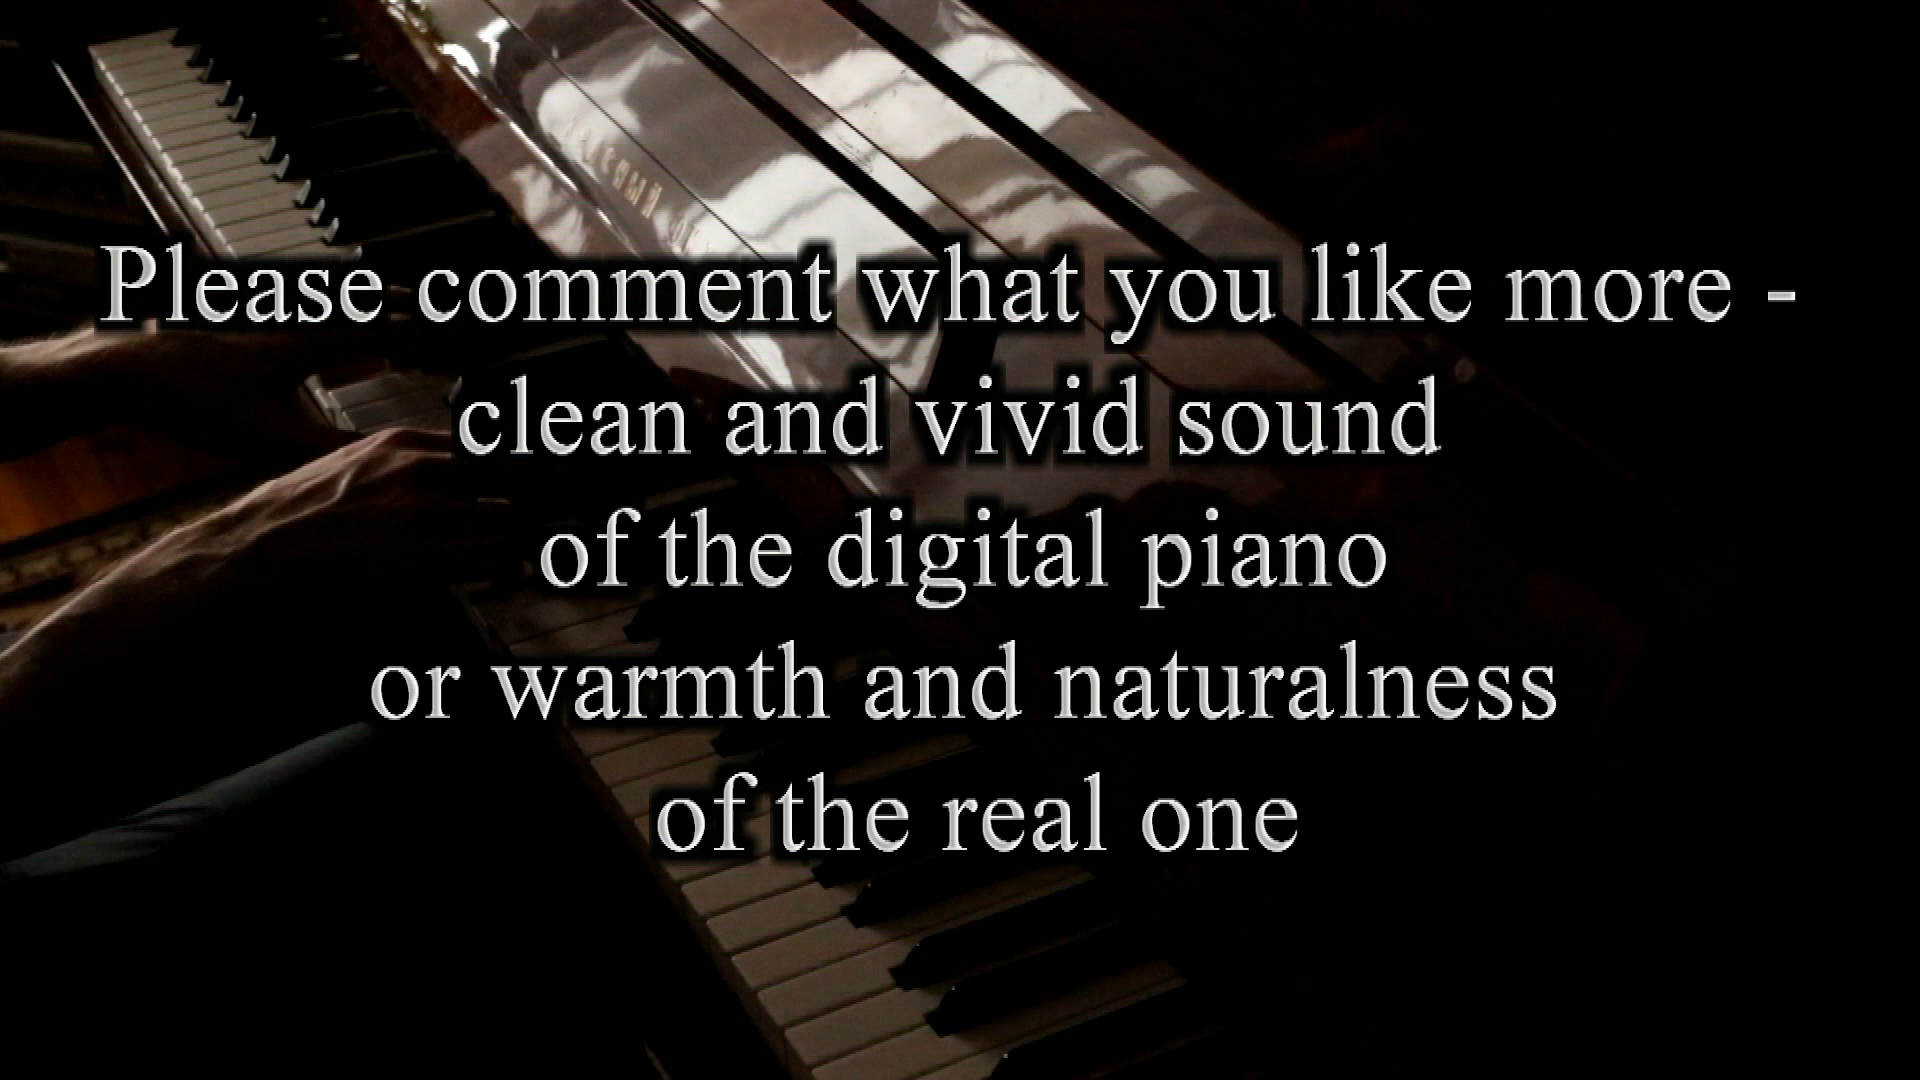 Please comment what you like more -
clean and vivid sound
of the digital piano
or warmth and naturalness
of the real one